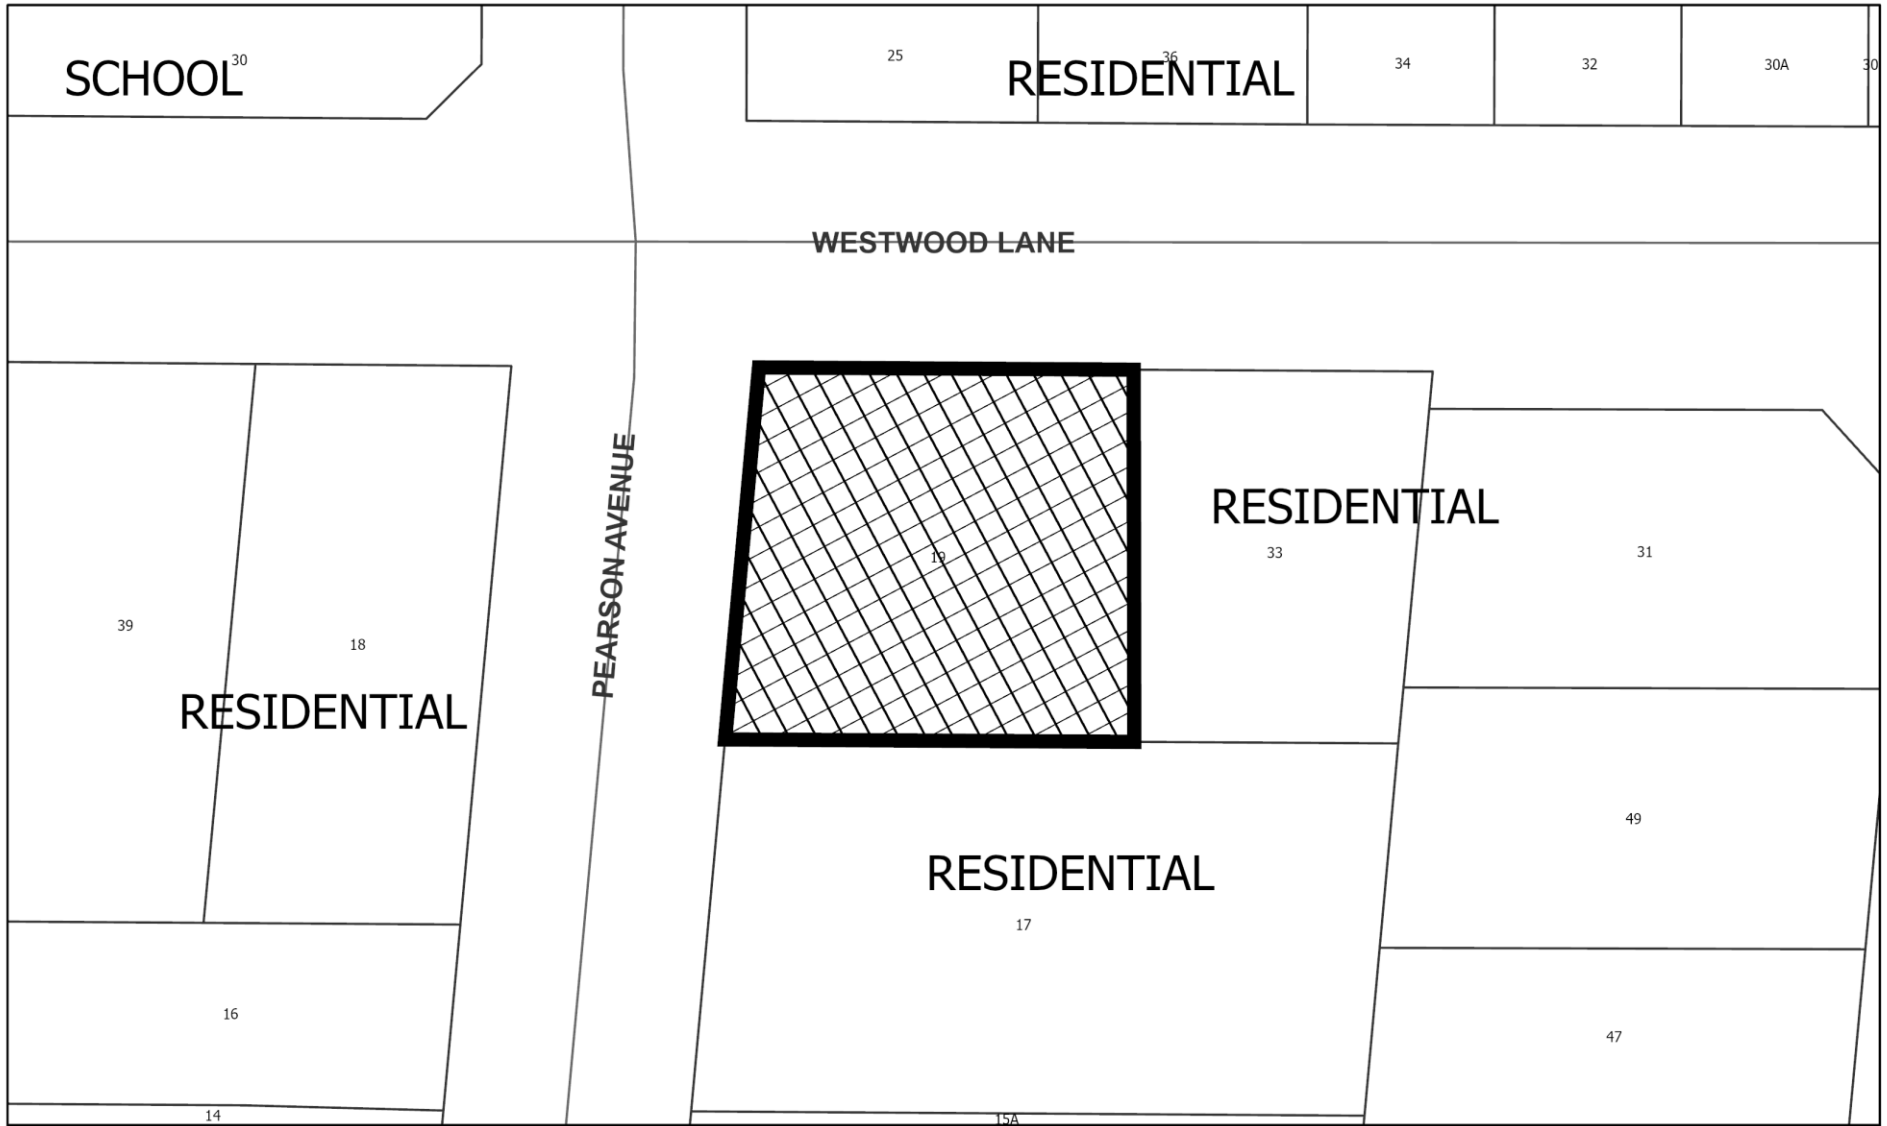 30
SCHOOL
25
36
RESIDENTIAL
34
32
30A
30
WESTWOOD LANE
PEARSON AVENUE
19
RESIDENTIAL
33
31
39
18
RESIDENTIAL
49
RESIDENTIAL
17
16
47
14
15A